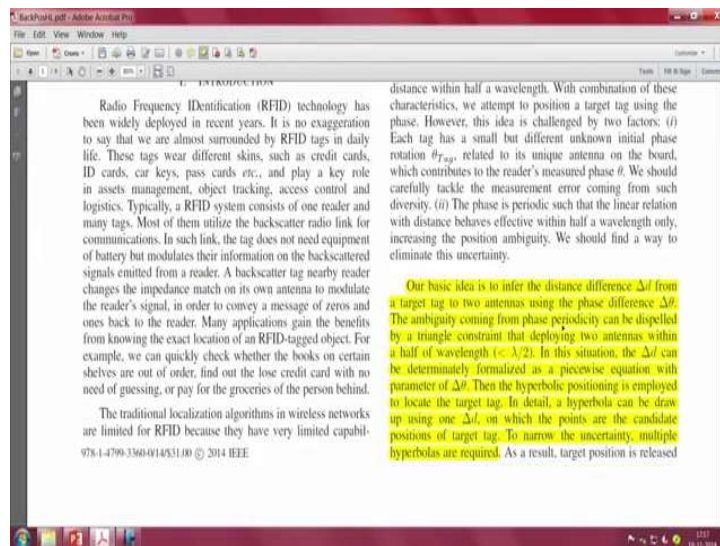 BackPosHL.pdf - Adobe Acrobat Pro
File Edit View Window Help
Open Create
Customize
1
Tools Fill & Sign Comment
I. INTRODUCTION
Radio Frequency IDentification (RFID) technology has
been widely deployed in recent years. It is no exaggeration
to say that we are almost surrounded by RFID tags in daily
life. These tags wear different skins, such as credit cards,
ID cards, car keys, pass cards etc., and play a key role
in assets management, object tracking, access control and
logistics. Typically, a RFID system consists of one reader and
many tags. Most of them utilize the backscatter radio link for
communications. In such link, the tag does not need equipment
of battery but modulates their information on the backscattered
signals emitted from a reader. A backscatter tag nearby reader
changes the impedance match on its own antenna to modulate
the reader's signal, in order to convey a message of zeros and
ones back to the reader. Many applications gain the benefits
from knowing the exact location of an RFID-tagged object. For
example, we can quickly check whether the books on certain
shelves are out of order, find out the lose credit card with no
need of guessing, or pay for the groceries of the person behind.
The traditional localization algorithms in wireless networks
are limited for RFID because they have very limited capabil-
978-1-4799-3360-0/14/$31.00 © 2014 IEEE
distance within half a wavelength. With combination of these
characteristics, we attempt to position a target tag using the
phase. However, this idea is challenged by two factors: (i)
Each tag has a small but different unknown initial phase
rotation θTag, related to its unique antenna on the board,
which contributes to the reader's measured phase θ. We should
carefully tackle the measurement error coming from such
diversity. (ii) The phase is periodic such that the linear relation
with distance behaves effective within half a wavelength only,
increasing the position ambiguity. We should find a way to
eliminate this uncertainty.
Our basic idea is to infer the distance difference Δd from
a target tag to two antennas using the phase difference Δθ.
The ambiguity coming from phase periodicity can be dispelled
by a triangle constraint that deploying two antennas within
a half of wavelength (< λ/2). In this situation, the Δd can
be determinately formalized as a piecewise equation with
parameter of Δθ. Then the hyperbolic positioning is employed
to locate the target tag. In detail, a hyperbola can be draw
up using one Δd, on which the points are the candidate
positions of target tag. To narrow the uncertainty, multiple
hyperbolas are required. As a result, target position is released